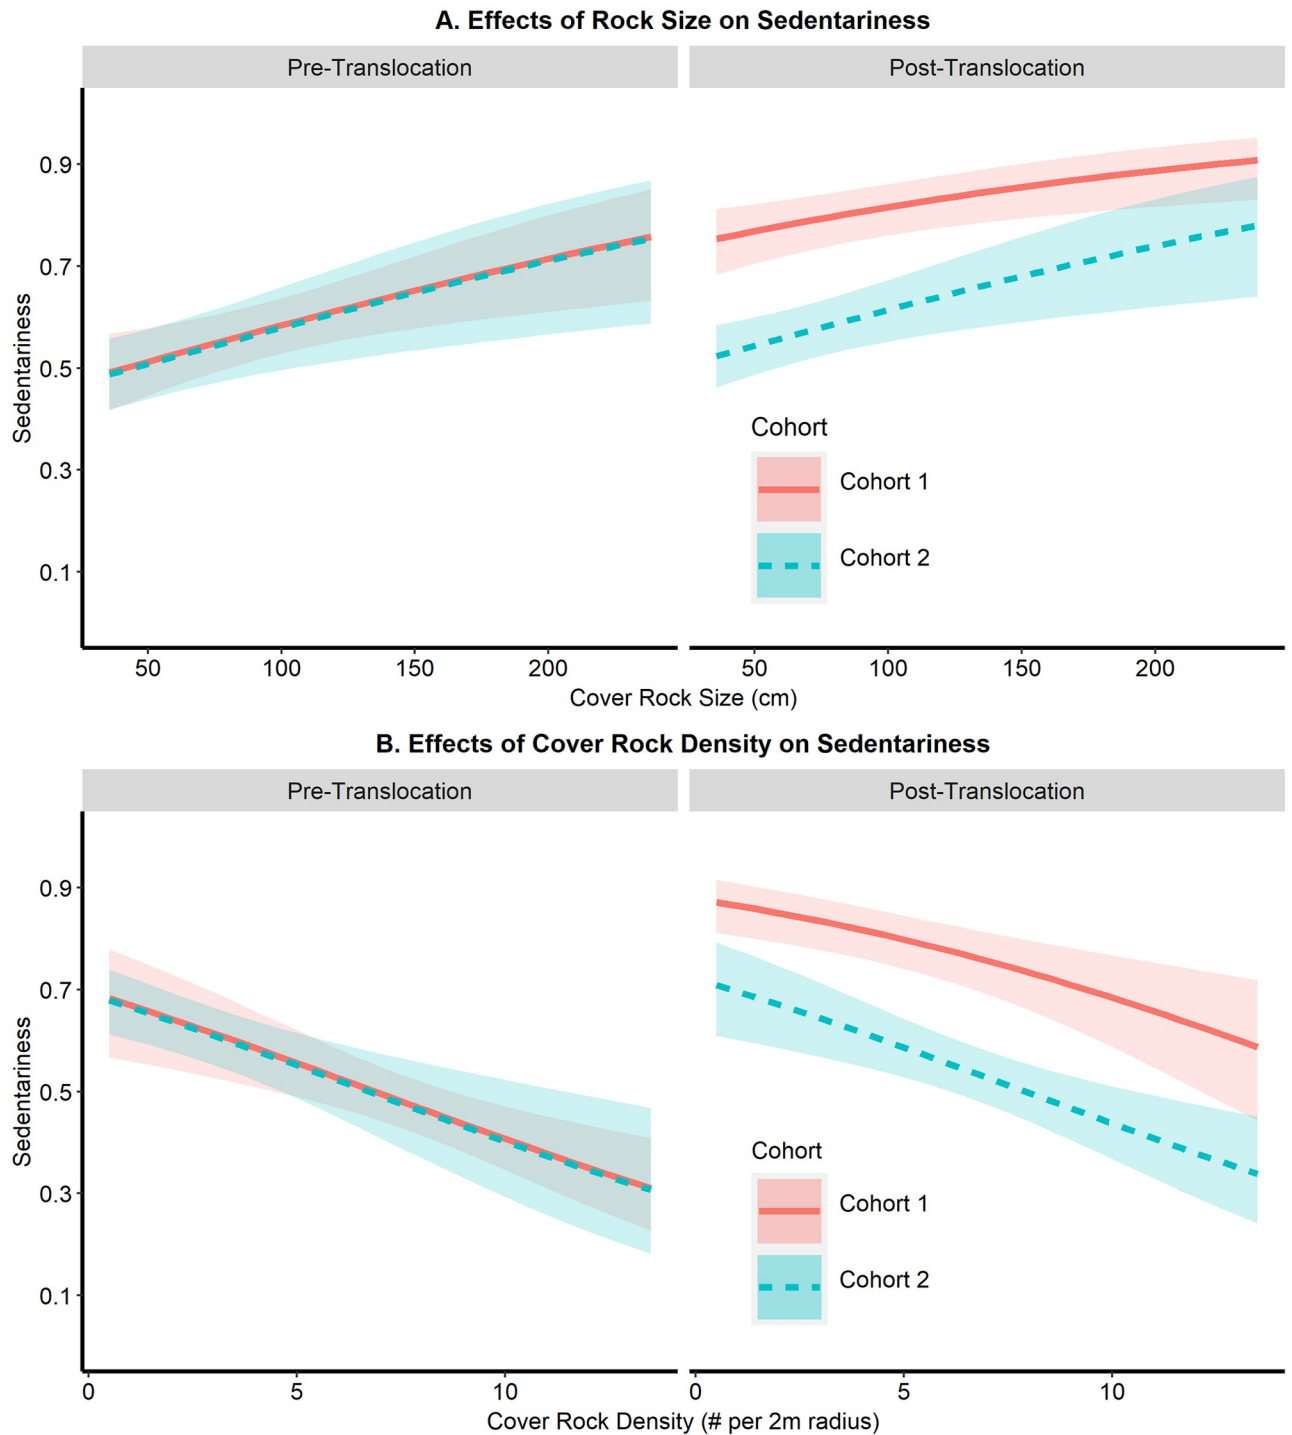 A. Effects of Rock Size on Sedentariness
Pre-Translocation
Post-Translocation
Sedentariness
0.9
0.7
0.5
0.3
0.1
Cohort
Cohort 1
Cohort 2
50 100 150 200
50 100 150 200
Cover Rock Size (cm)
B. Effects of Cover Rock Density on Sedentariness
Pre-Translocation
Post-Translocation
Sedentariness
0.9
0.7
0.5
0.3
0.1
Cohort
Cohort 1
Cohort 2
0 5 10
0 5 10
Cover Rock Density (# per 2m radius)